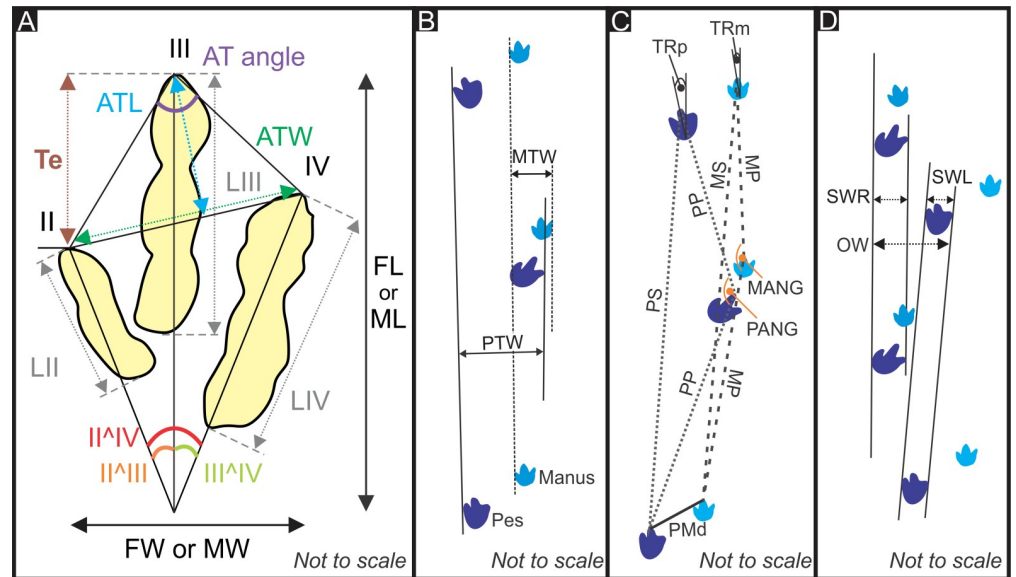 A
III
AT angle
ATL
ATW
Te
IV
LIII
II
FL
or
ML
LII
LIV
II^IV
II^III
III^IV
FW or MW
Not to scale
B
MTW
PTW
Manus
Pes
Not to scale
C
TRp
TRm
MS
MP
PP
PS
MANG
PANG
PP
MP
PMd
Not to scale
D
SWR
SWL
OW
Not to scale